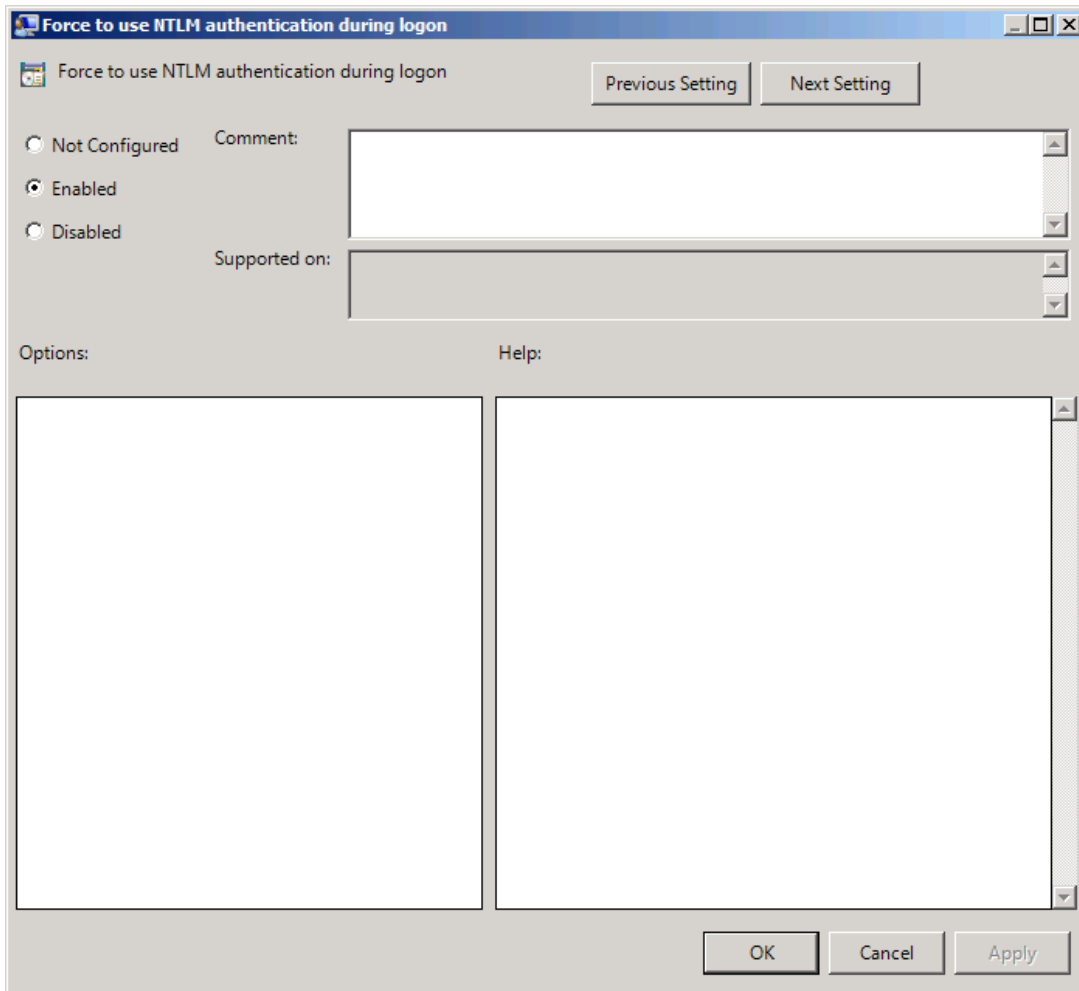 Force to use NTLM authentication during logon
Force to use NTLM authentication during logon
Previous Setting
Next Setting
Not Configured
Comment:
Enabled
Disabled
Supported on:
Options:
Help:
OK
Cancel
Apply